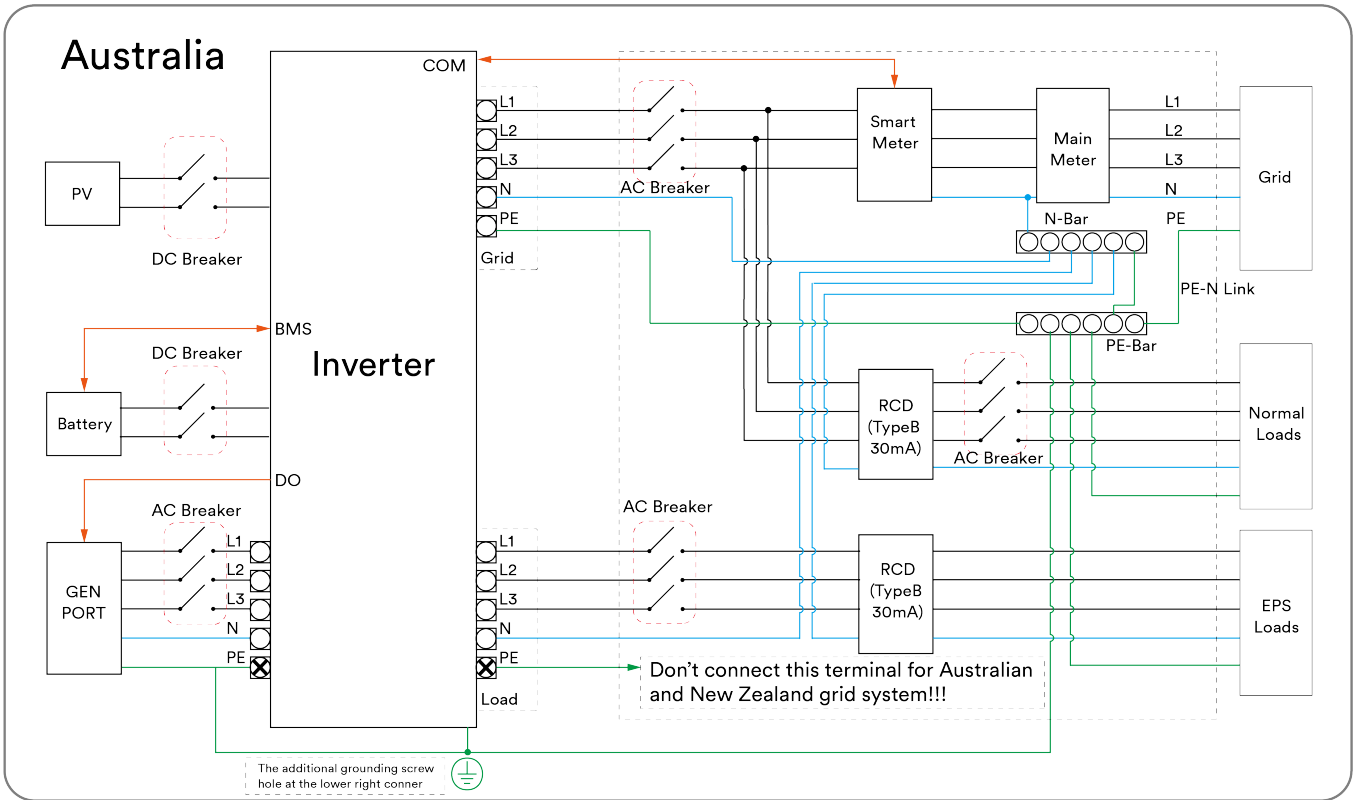 Australia
COM
L1
L2
L3
N
PE
Grid
AC Breaker
Smart
Meter
Main
Meter
L1
L2
L3
N
PE
Grid
PV
DC Breaker
N-Bar
PE-N Link
PE-Bar
BMS
Inverter
DC Breaker
Battery
RCD
(TypeB
30mA)
AC Breaker
Normal
Loads
DO
AC Breaker
GEN
PORT
L1
L2
L3
N
PE
L1
L2
L3
N
PE
Load
AC Breaker
RCD
(TypeB
30mA)
EPS
Loads
Don't connect this terminal for Australian
and New Zealand grid system!!!
The additional grounding screw
hole at the lower right conner